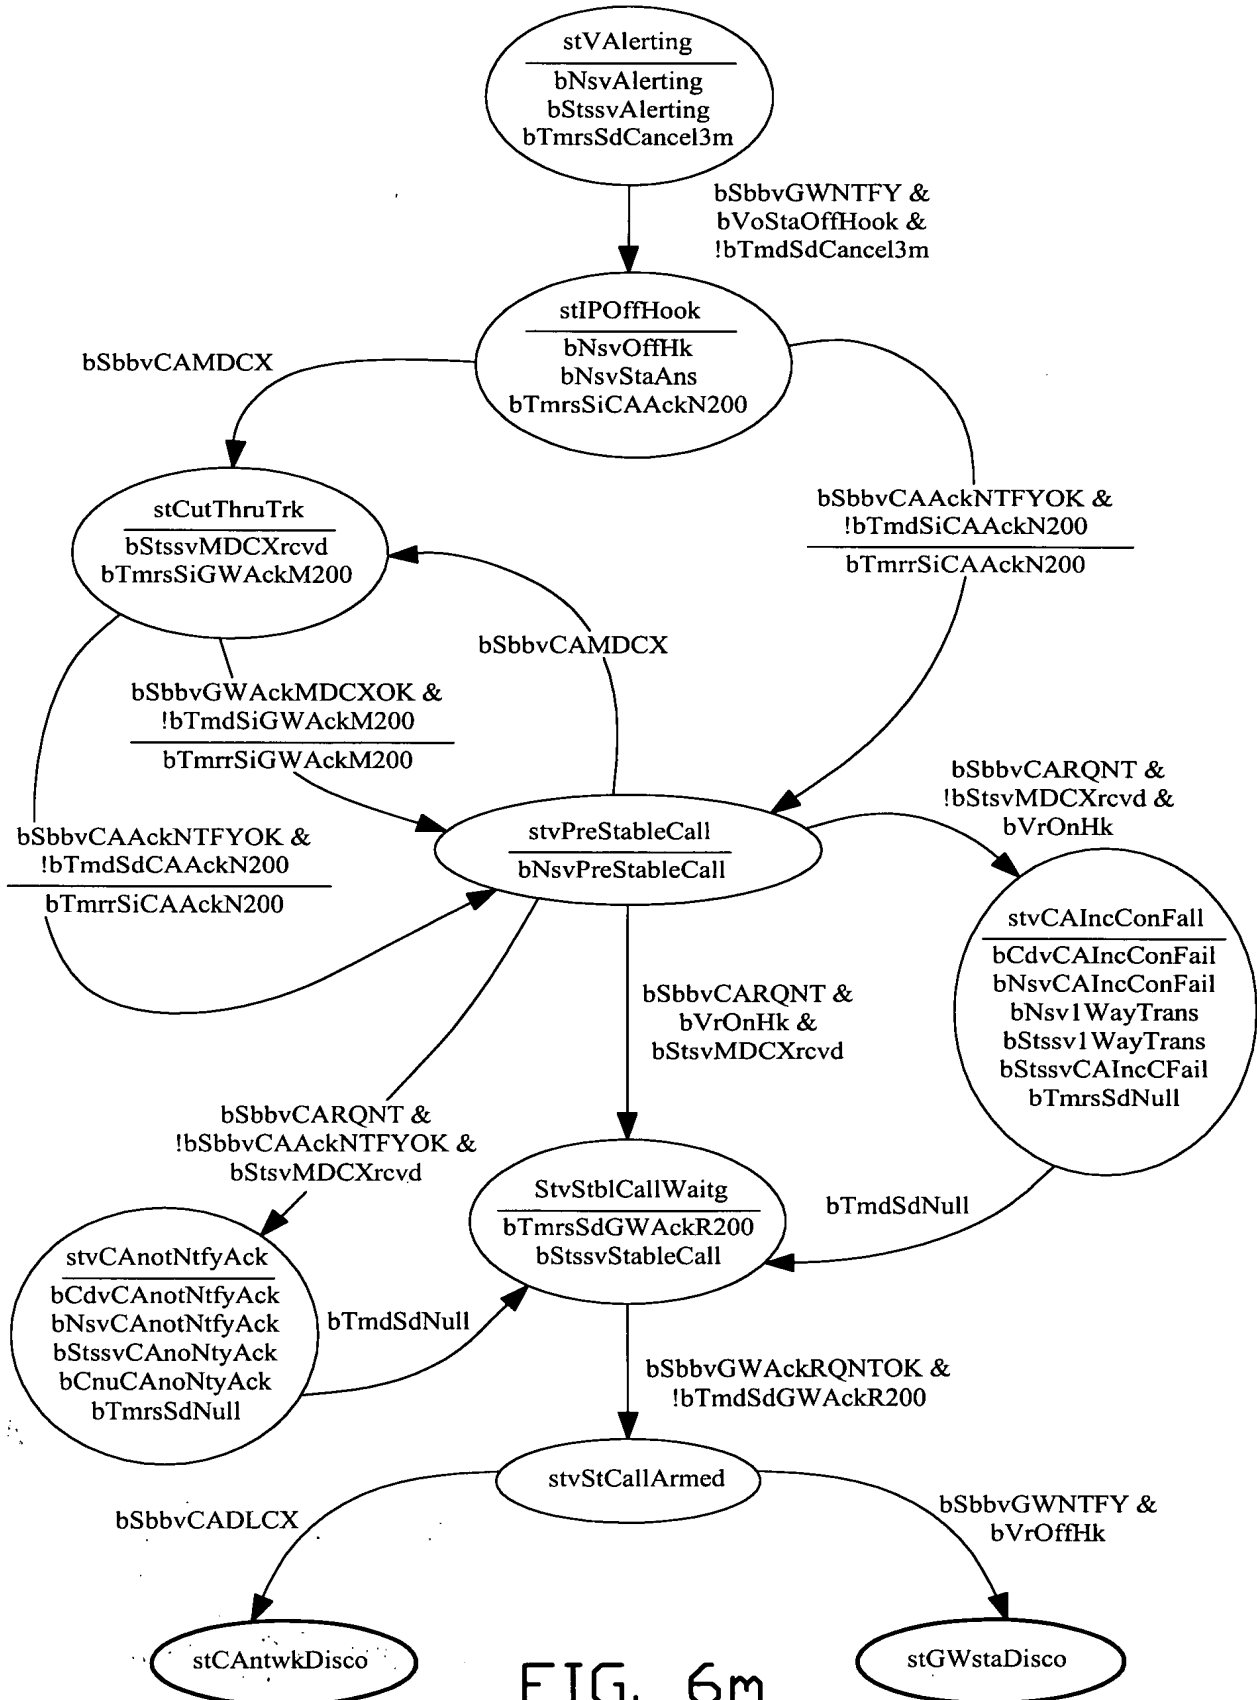 stVAlerting
bNsvAlerting
bStssvAlerting
bTmrsSdCancel3m
bSbbvGWNTFY &
bVoStaOffHook &
!bTmdSdCancel3m
stIPOffHook
bNsvOffHk
bNsvStaAns
bTmrsSiCAAckN200
bSbbvCAMDCX
stCutThruTrk
bStssvMDCXrcvd
bTmrsSiGWAckM200
bSbbvCAAckNTFYOK &
!bTmdSiCAAckN200
bTmrrSiCAAckN200
bSbbvCAMDCX
bSbbvGWAckMDCXOK &
!bTmdSiGWAckM200
bTmrrSiGWAckM200
bSbbvCAAckNTFYOK &
!bTmdSdCAAckN200
bTmrrSiCAAckN200
stvPreStableCall
bNsvPreStableCall
bSbbvCARQNT &
!bStsvMDCXrcvd &
bVrOnHk
stvCAIncConFall
bCdvCAIncConFail
bNsvCAIncConFail
bNsv1WayTrans
bStssv1WayTrans
bStssvCAIncCFail
bTmrsSdNull
bSbbvCARQNT &
bVrOnHk &
bStsvMDCXrcvd
bSbbvCARQNT &
!bSbbvCAAckNTFYOK &
bStsvMDCXrcvd
StvStblCallWaitg
bTmrsSdGWAckR200
bStssvStableCall
bTmdSdNull
stvCAnotNtfyAck
bCdvCAnotNtfyAck
bNsvCAnotNtfyAck
bStssvCAnoNtyAck
bCnuCAnoNtyAck
bTmrsSdNull
bTmdSdNull
bSbbvGWAckRQNTOK &
!bTmdSdGWAckR200
stvStCallArmed
bSbbvCADLCX
bSbbvGWNTFY &
bVrOffHk
stCAntwkDisco
stGWstaDisco
FIG. 6m